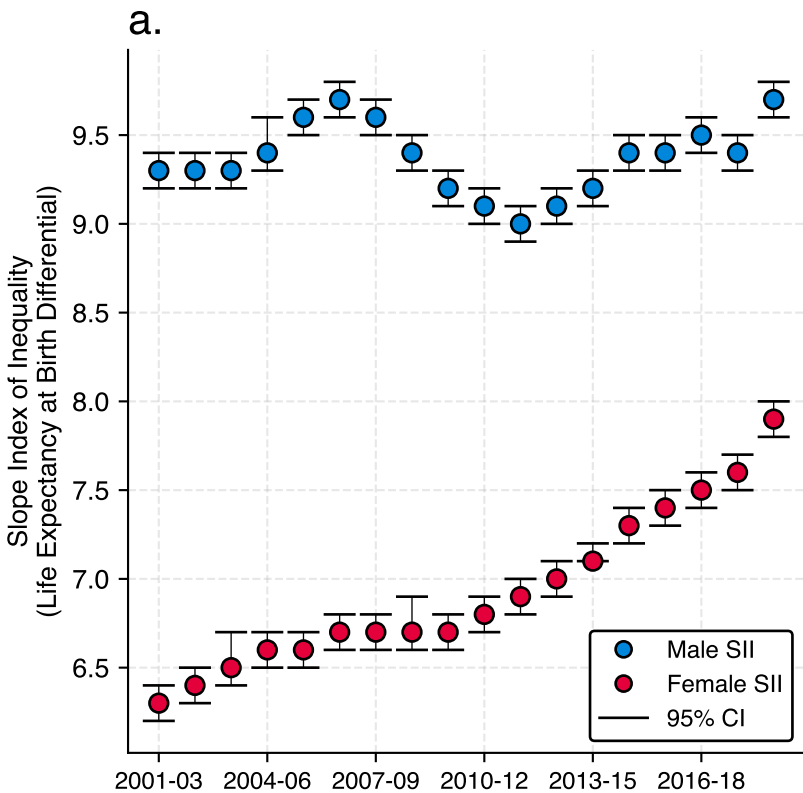 a.
Slope Index of Inequality
(Life Expectancy at Birth Differential)
9.5
9.0
8.5
8.0
7.5
7.0
6.5
Male SII
Female SII
95% CI
2001-03 2004-06 2007-09 2010-12 2013-15 2016-18